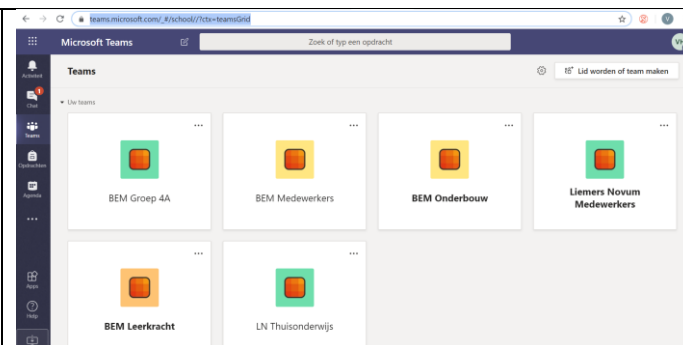 teams.microsoft.com/_#/school//?ctx=teamsGrid
V
Microsoft Teams
Zoek of typ een opdracht
VH
Activiteit
Teams
Lid worden of team maken
1
Chat
Uw teams
Teams
Opdrachten
BEM Groep 4A
BEM Medewerkers
BEM Onderbouw
Liemers Novum
Medewerkers
Agenda
BEM Leerkracht
LN Thuisonderwijs
Apps
Help